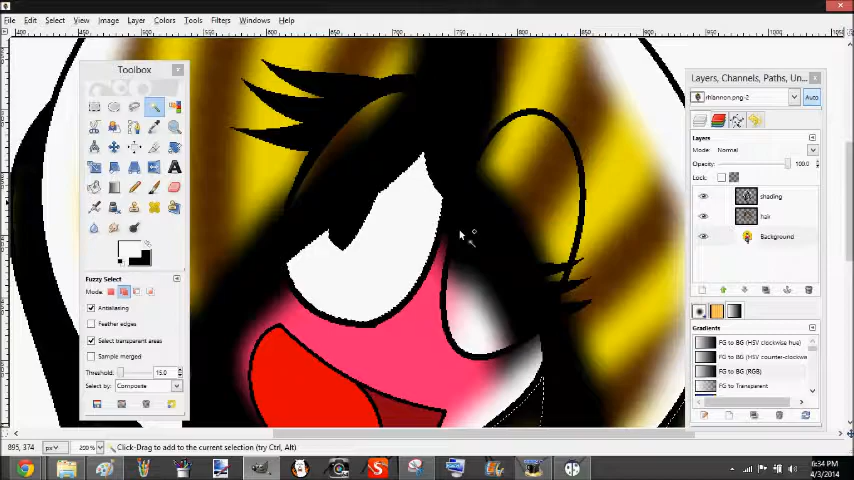 File Edit Select View Image Layer Colors Tools Filters Windows Help
Toolbox
Fuzzy Select
Mode:
Antialiasing
Feather edges
Select transparent areas
Sample merged
Threshold: 15.0
Select by: Composite
Layers, Channels, Paths, Un...
rhiannon.png-2 Auto
Layers
Mode: Normal
Opacity: 100.0
Lock:
shading
hair
Background
Gradients
FG to BG (HSV clockwise hue)
FG to BG (HSV counter-clockwise
FG to BG (RGB)
FG to Transparent
895, 374 px 200% Click-Drag to add to the current selection (try Ctrl, Alt)
6:34 PM
4/3/2014